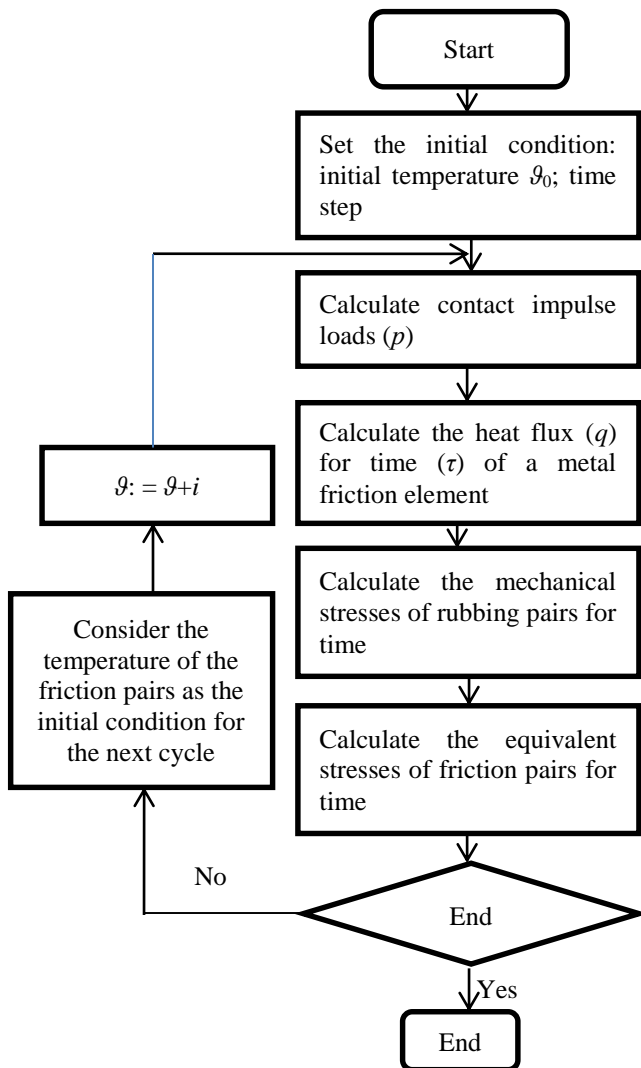 Start
Set the initial condition:
initial temperature 𝜗0; time
step
Calculate contact impulse
loads (p)
Calculate the heat flux (q)
for time (τ) of a metal
friction element
𝜗: = 𝜗+i
Calculate the mechanical
stresses of rubbing pairs for
time
Consider the
temperature of the
friction pairs as the
initial condition for
the next cycle
Calculate the equivalent
stresses of friction pairs for
time
No
End
Yes
End